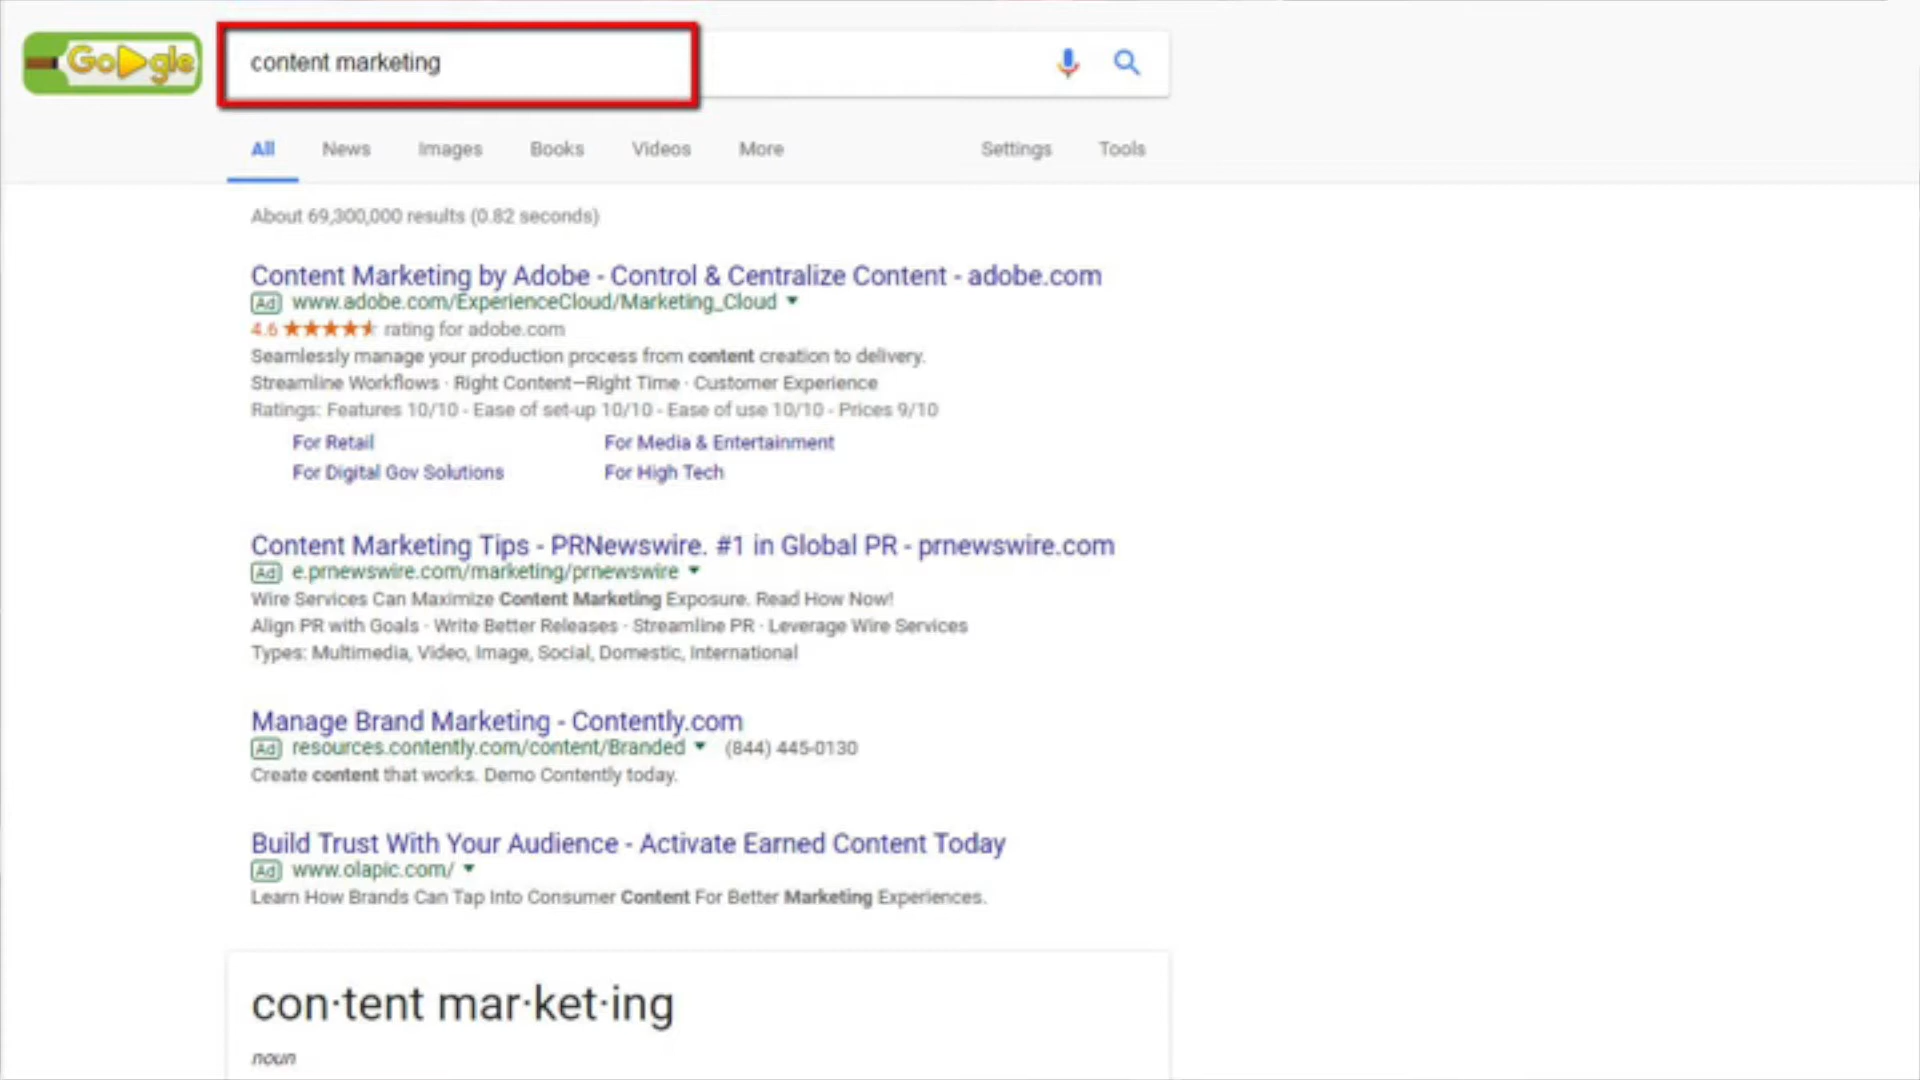 Google
content marketing
All News Images Books Videos More Settings Tools
About 69,300,000 results (0.82 seconds)
Content Marketing by Adobe - Control & Centralize Content - adobe.com
Ad www.adobe.com/ExperienceCloud/Marketing_Cloud
4.6 ★★★★★ rating for adobe.com
Seamlessly manage your production process from content creation to delivery.
Streamline Workflows · Right Content—Right Time · Customer Experience
Ratings: Features 10/10 - Ease of set-up 10/10 - Ease of use 10/10 - Prices 9/10
For Retail For Media & Entertainment
For Digital Gov Solutions For High Tech
Content Marketing Tips - PRNewswire. #1 in Global PR - prnewswire.com
Ad e.prnewswire.com/marketing/prnewswire
Wire Services Can Maximize Content Marketing Exposure. Read How Now!
Align PR with Goals · Write Better Releases · Streamline PR · Leverage Wire Services
Types: Multimedia, Video, Image, Social, Domestic, International
Manage Brand Marketing - Contently.com
Ad resources.contently.com/content/Branded (844) 445-0130
Create content that works. Demo Contently today.
Build Trust With Your Audience - Activate Earned Content Today
Ad www.olapic.com/
Learn How Brands Can Tap Into Consumer Content For Better Marketing Experiences.
con·tent mar·ket·ing
noun